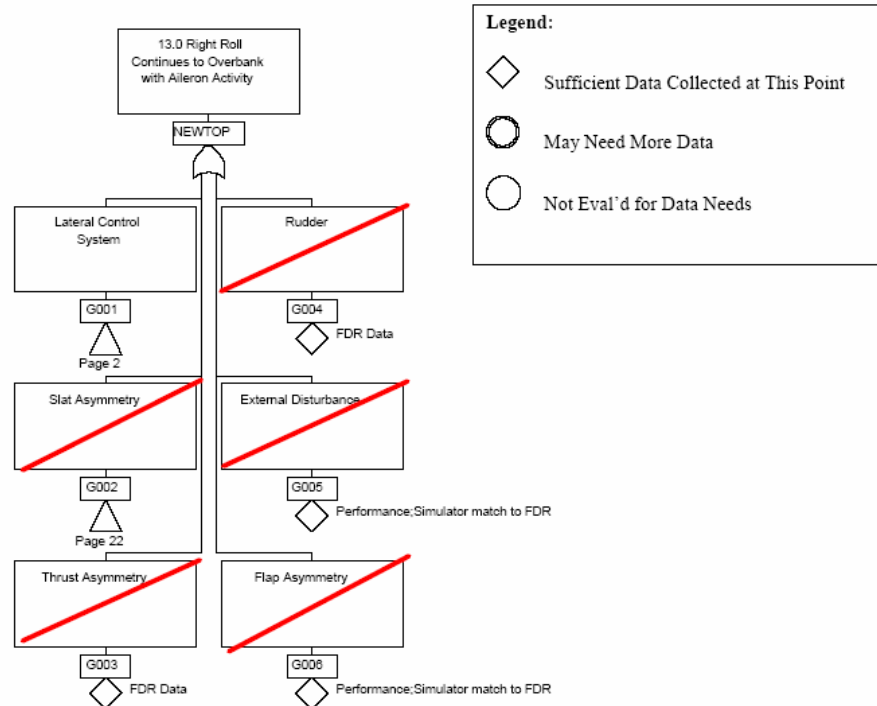 13.0 Right Roll
Continues to Overbank
with Aileron Activity
NEWTOP
Lateral Control
System
G001
Page 2
Rudder
G004
FDR Data
Slat Asymmetry
G002
Page 22
External Disturbance
G005
Performance;Simulator match to FDR
Thrust Asymmetry
G003
FDR Data
Flap Asymmetry
G006
Performance;Simulator match to FDR
Legend:
Sufficient Data Collected at This Point
May Need More Data
Not Eval'd for Data Needs